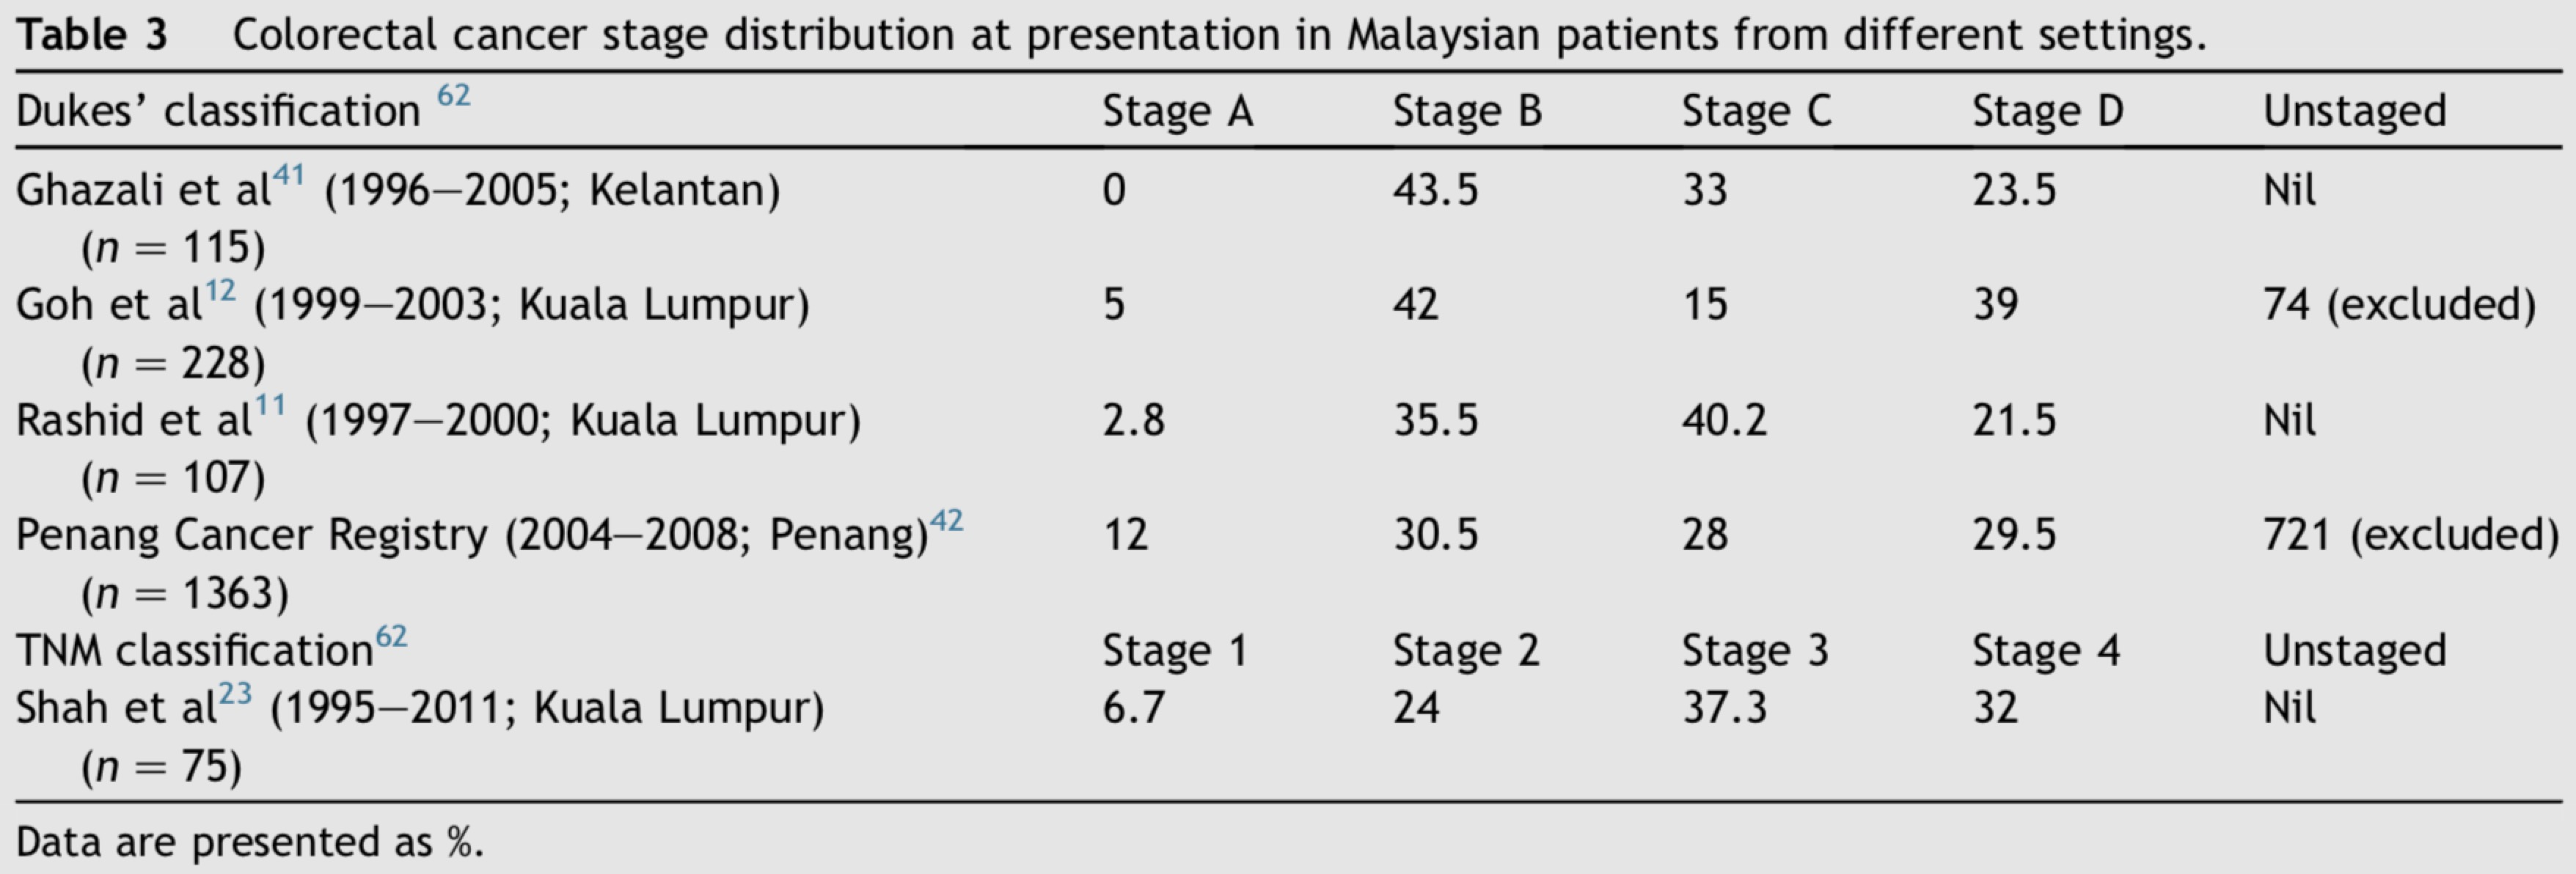 Table 3 Colorectal cancer stage distribution at presentation in Malaysian patients from different settings.
Dukes’ classification 62 Stage A Stage B Stage C Stage D Unstaged
Ghazali et al41 (1996–2005; Kelantan) 0 43.5 33 23.5 Nil
(n = 115)
Goh et al12 (1999–2003; Kuala Lumpur) 5 42 15 39 74 (excluded)
(n = 228)
Rashid et al11 (1997–2000; Kuala Lumpur) 2.8 35.5 40.2 21.5 Nil
(n = 107)
Penang Cancer Registry (2004–2008; Penang)42 12 30.5 28 29.5 721 (excluded)
(n = 1363)
TNM classification62 Stage 1 Stage 2 Stage 3 Stage 4 Unstaged
Shah et al23 (1995–2011; Kuala Lumpur) 6.7 24 37.3 32 Nil
(n = 75)
Data are presented as %.